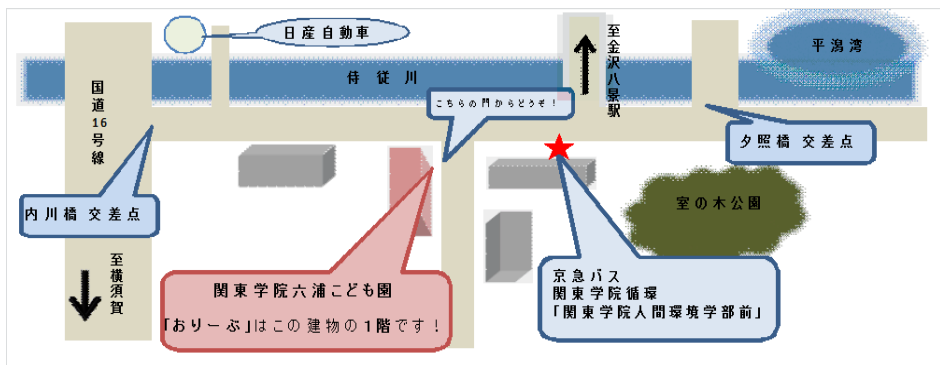 日産自動車
至金沢八景駅
平潟湾
侍従川
国道16号線
こちらの門からどうぞ！
夕照橋 交差点
内川橋 交差点
室の木公園
至横須賀
関東学院六浦こども園
「おりーぶ」はこの建物の1階です！
京急バス
関東学院循環
「関東学院人間環境学部前」